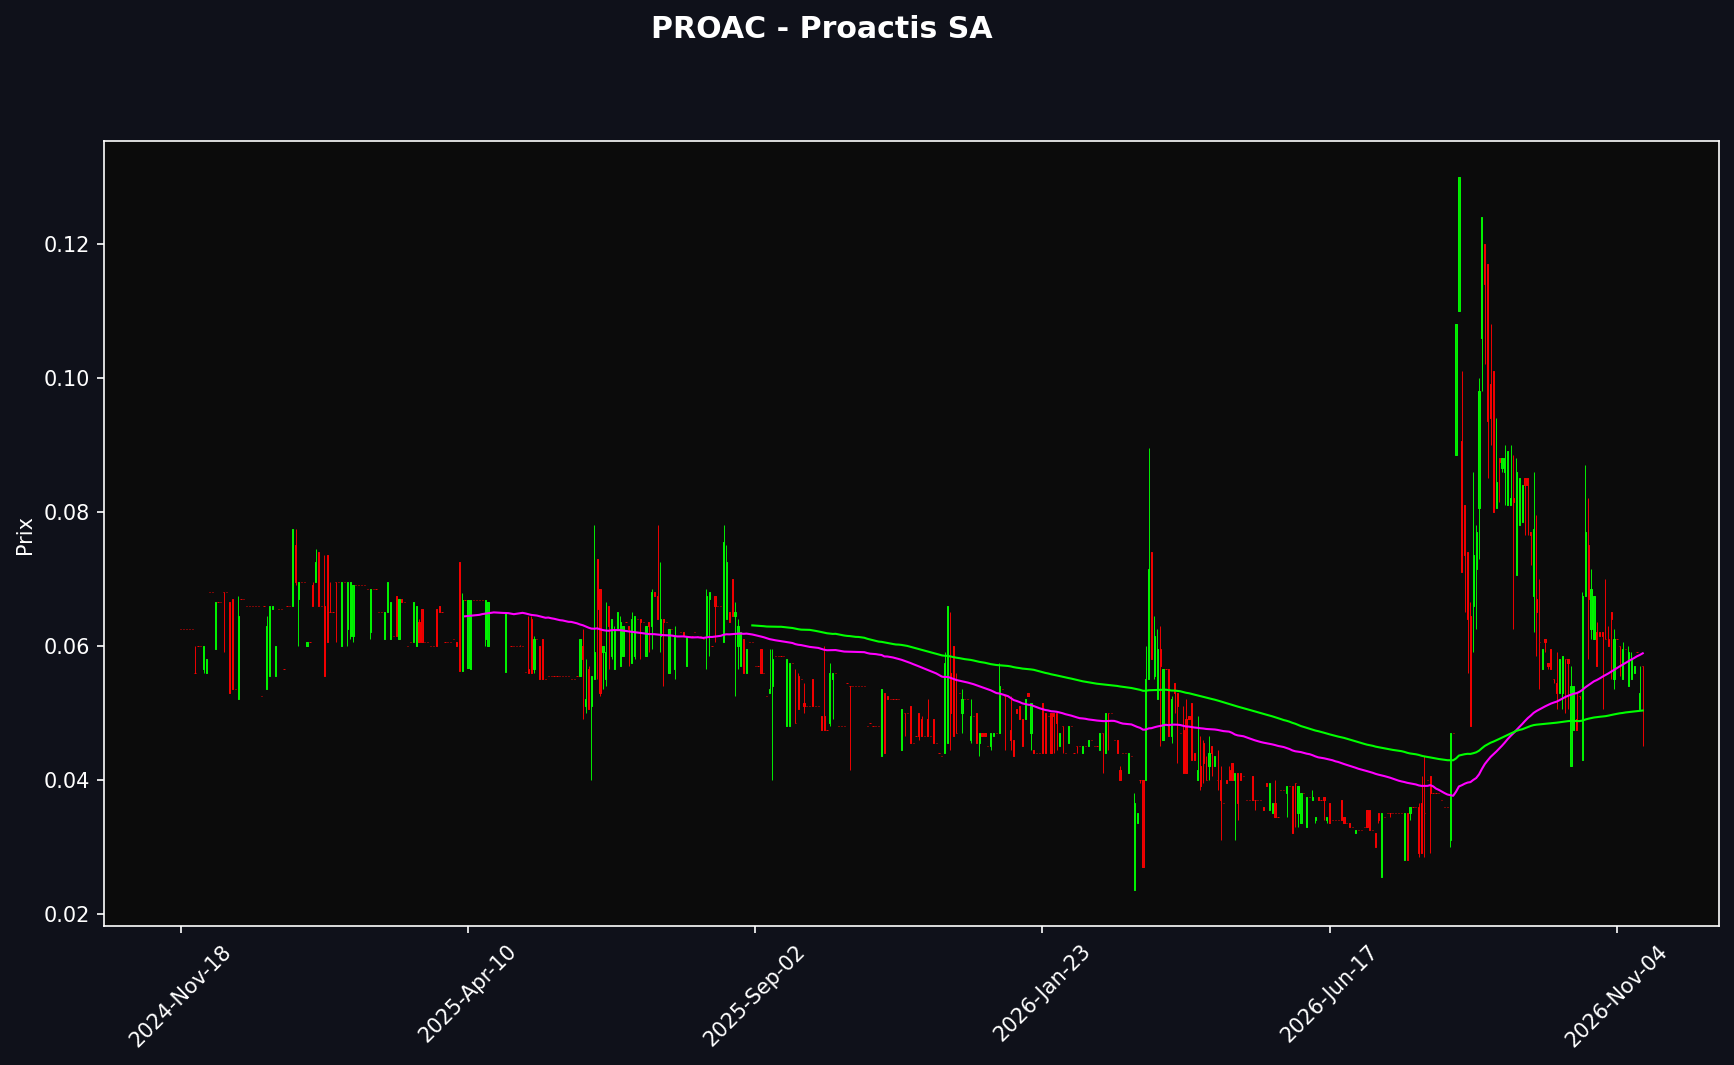 PROAC - Proactis SA
Prix
0.12
0.10
0.08
0.06
0.04
0.02
2024-Nov-18
2025-Apr-10
2025-Sep-02
2026-Jan-23
2026-Jun-17
2026-Nov-04